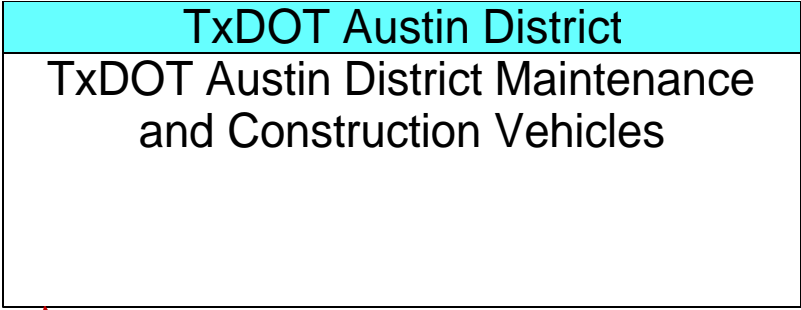 TxDOT Austin District
TxDOT Austin District Maintenance
and Construction Vehicles